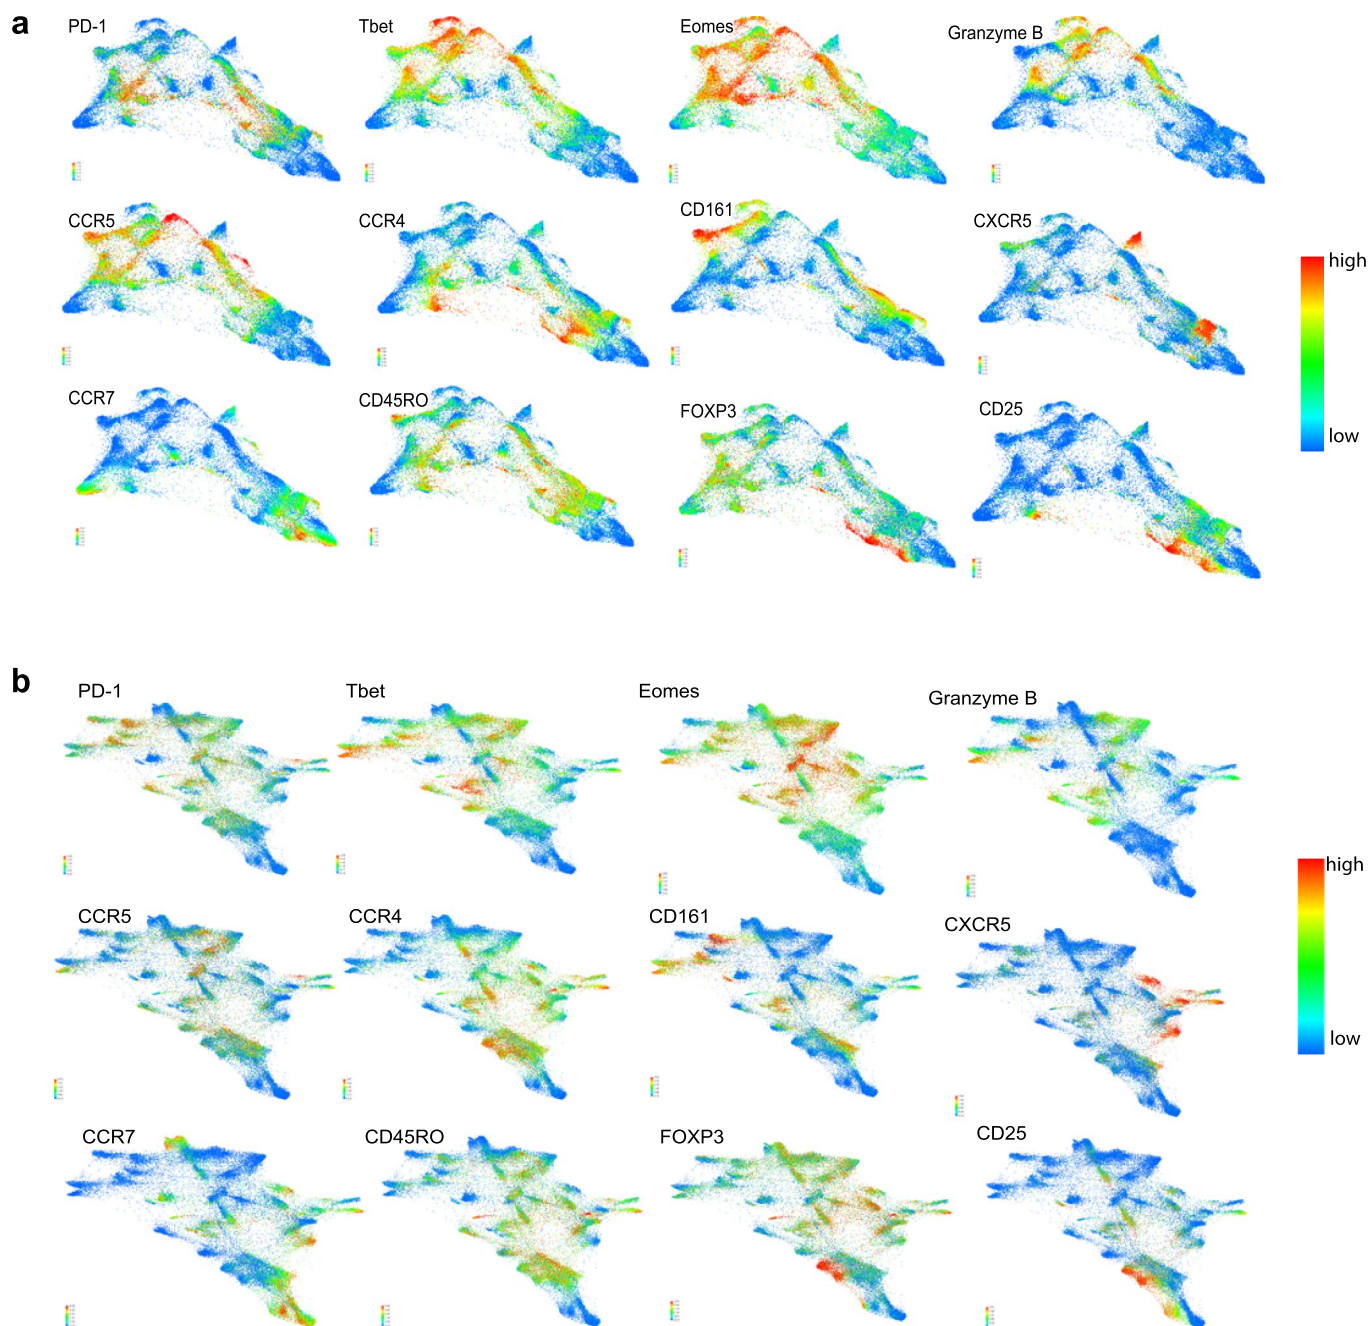 a
PD-1
Tbet
Eomes
Granzyme B
CCR5
CCR4
CD161
CXCR5
high
low
CCR7
CD45RO
FOXP3
CD25
b
PD-1
Tbet
Eomes
Granzyme B
high
low
CCR5
CCR4
CD161
CXCR5
CCR7
CD45RO
FOXP3
CD25